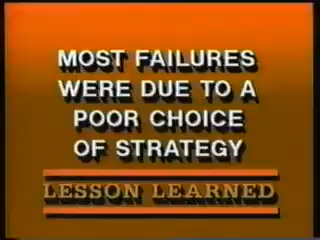 MOST FAILURES
WERE DUE TO A
POOR CHOICE
OF STRATEGY
LESSON LEARNED